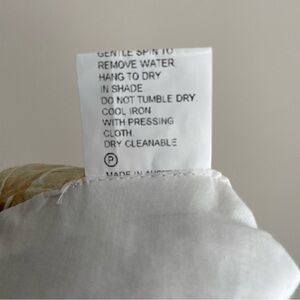 GENTLE SPIN TO
REMOVE WATER
HANG TO DRY
IN SHADE
DO NOT TUMBLE DRY
COOL IRON
WITH PRESSING
CLOTH
DRY CLEANABLE
P
MADE IN